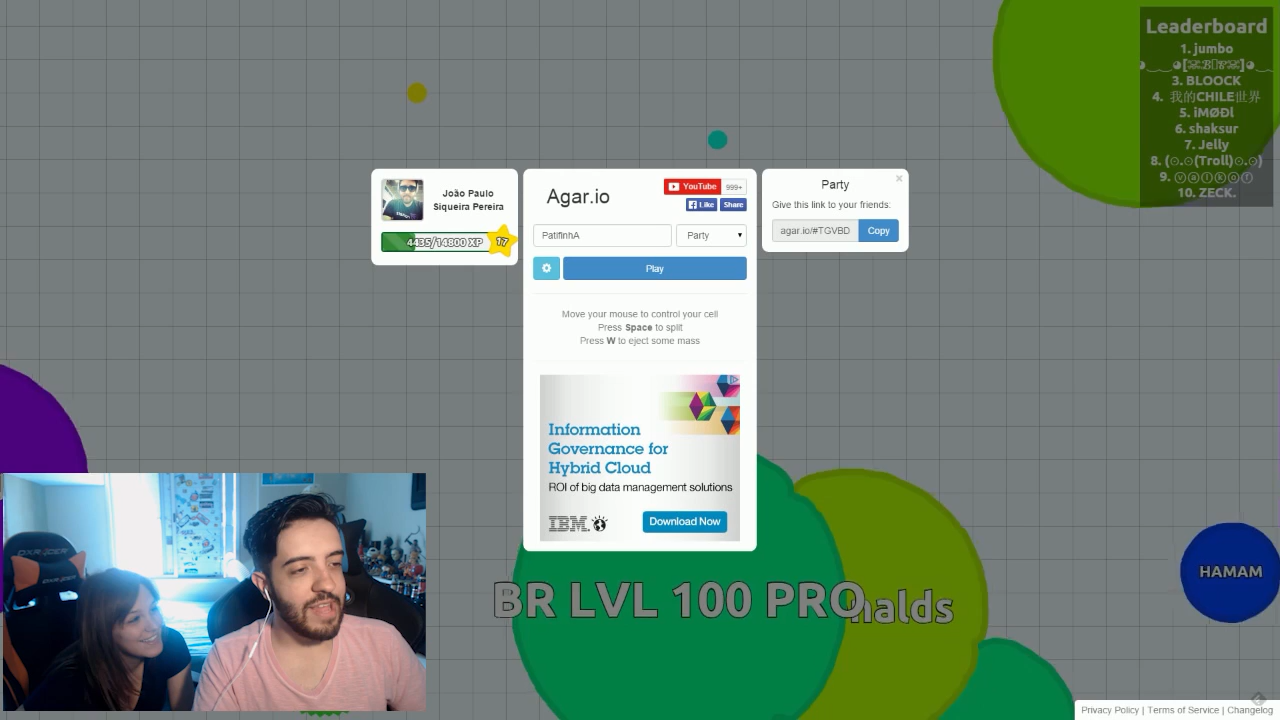 Leaderboard
1. jumbo
3. BLOOCK
4. 我的CHILE世界
5. iMØÐl
6. shaksur
7. Jelly
8. (⊙.⊙(Troll)⊙.⊙)
9. ⓥⓐⓛⓚⓞⓕ
10. ZECK.
João Paulo
Siqueira Pereira
4435/14800 XP
17
Agar.io
YouTube 999+
Like Share
PatifinhA
Party
Play
Move your mouse to control your cell
Press Space to split
Press W to eject some mass
Information
Governance for
Hybrid Cloud
ROI of big data management solutions
IBM.
Download Now
Party
×
Give this link to your friends:
agar.io/#TGVBD
Copy
DXRACER
BR LVL 100 PRO
nalds
HAMAM
Privacy Policy | Terms of Service | Changelog